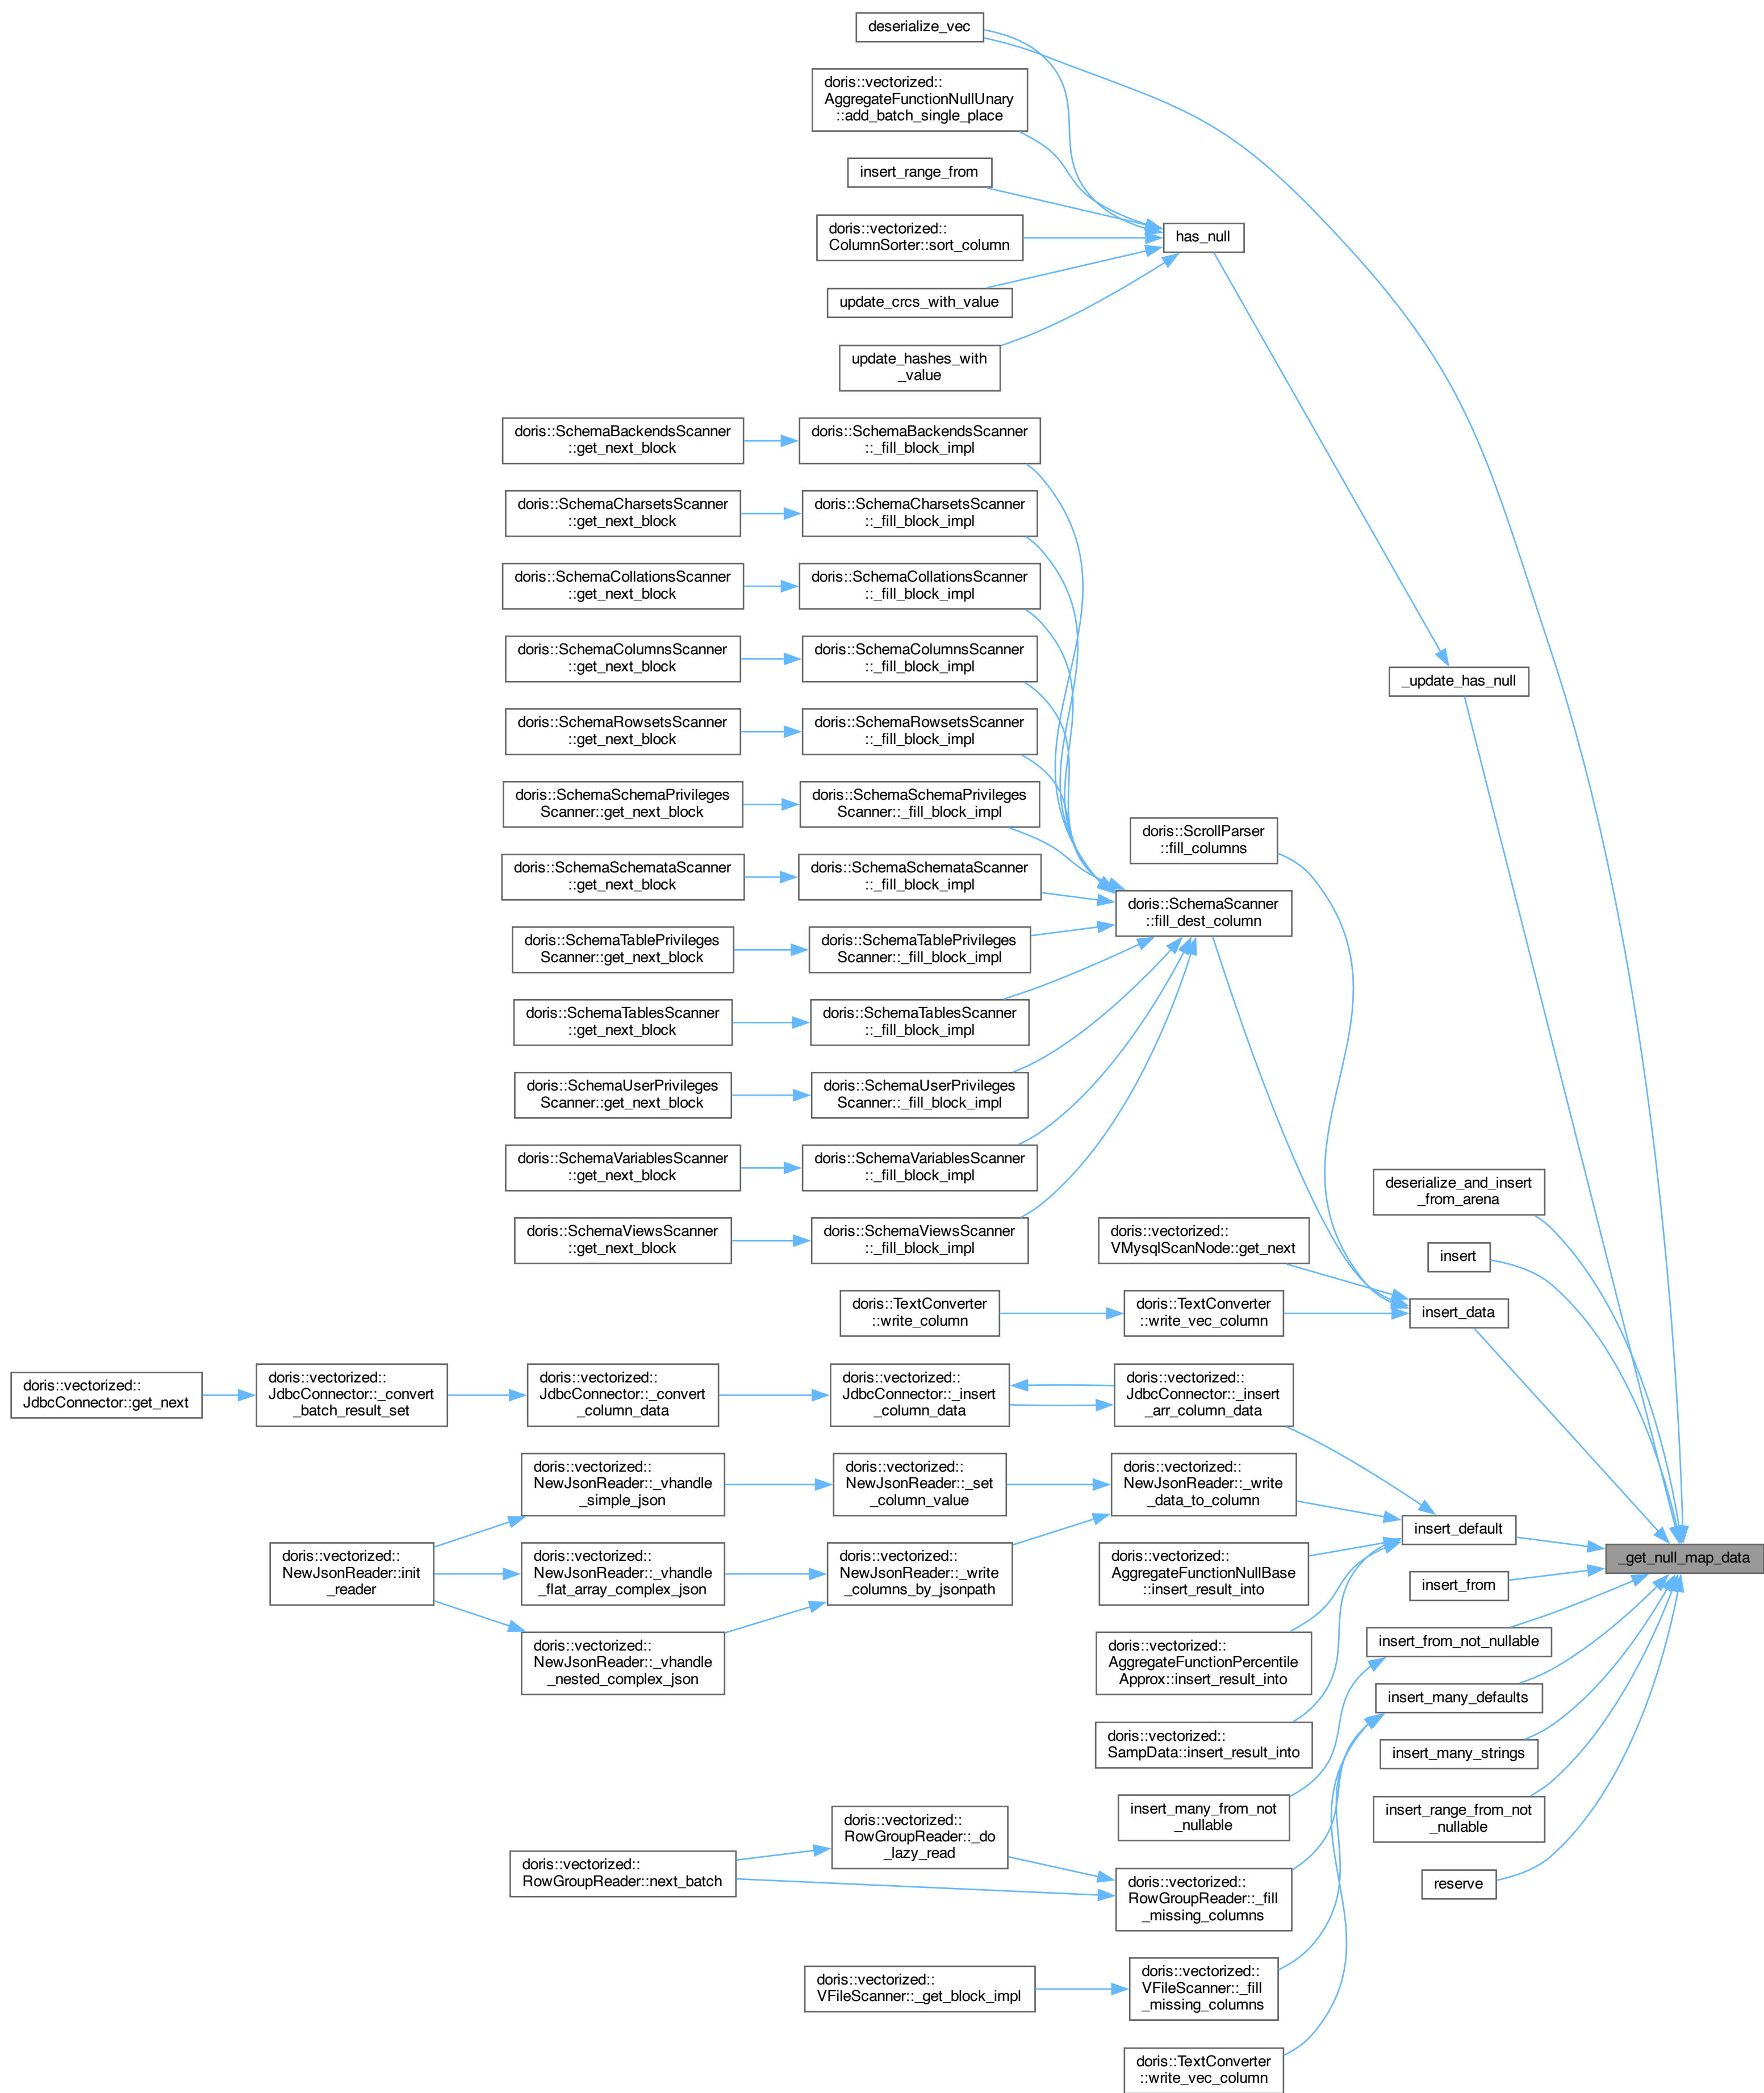 deserialize_vec
doris::vectorized::
AggregateFunctionNullUnary
::add_batch_single_place
insert_range_from
doris::vectorized::
ColumnSorter::sort_column
has_null
update_crcs_with_value
update_hashes_with
_value
doris::SchemaBackendsScanner
::get_next_block
doris::SchemaBackendsScanner
::_fill_block_impl
doris::SchemaCharsetsScanner
::get_next_block
doris::SchemaCharsetsScanner
::_fill_block_impl
doris::SchemaCollationsScanner
::get_next_block
doris::SchemaCollationsScanner
::_fill_block_impl
doris::SchemaColumnsScanner
::get_next_block
doris::SchemaColumnsScanner
::_fill_block_impl
_update_has_null
doris::SchemaRowsetsScanner
::get_next_block
doris::SchemaRowsetsScanner
::_fill_block_impl
doris::SchemaSchemaPrivileges
Scanner::get_next_block
doris::SchemaSchemaPrivileges
Scanner::_fill_block_impl
doris::ScrollParser
::fill_columns
doris::SchemaSchemataScanner
::get_next_block
doris::SchemaSchemataScanner
::_fill_block_impl
doris::SchemaScanner
::fill_dest_column
doris::SchemaTablePrivileges
Scanner::get_next_block
doris::SchemaTablePrivileges
Scanner::_fill_block_impl
doris::SchemaTablesScanner
::get_next_block
doris::SchemaTablesScanner
::_fill_block_impl
doris::SchemaUserPrivileges
Scanner::get_next_block
doris::SchemaUserPrivileges
Scanner::_fill_block_impl
doris::SchemaVariablesScanner
::get_next_block
doris::SchemaVariablesScanner
::_fill_block_impl
deserialize_and_insert
_from_arena
doris::SchemaViewsScanner
::get_next_block
doris::SchemaViewsScanner
::_fill_block_impl
doris::vectorized::
VMysqlScanNode::get_next
insert
doris::TextConverter
::write_column
doris::TextConverter
::write_vec_column
insert_data
doris::vectorized::
JdbcConnector::get_next
doris::vectorized::
JdbcConnector::_convert
_batch_result_set
doris::vectorized::
JdbcConnector::_convert
_column_data
doris::vectorized::
JdbcConnector::_insert
_column_data
doris::vectorized::
JdbcConnector::_insert
_arr_column_data
doris::vectorized::
NewJsonReader::_vhandle
_simple_json
doris::vectorized::
NewJsonReader::_set
_column_value
doris::vectorized::
NewJsonReader::_write
_data_to_column
insert_default
_get_null_map_data
doris::vectorized::
NewJsonReader::init
_reader
doris::vectorized::
NewJsonReader::_vhandle
_flat_array_complex_json
doris::vectorized::
NewJsonReader::_write
_columns_by_jsonpath
doris::vectorized::
AggregateFunctionNullBase
::insert_result_into
insert_from
doris::vectorized::
NewJsonReader::_vhandle
_nested_complex_json
doris::vectorized::
AggregateFunctionPercentile
Approx::insert_result_into
insert_from_not_nullable
insert_many_defaults
doris::vectorized::
SampData::insert_result_into
insert_many_strings
insert_many_from_not
_nullable
insert_range_from_not
_nullable
doris::vectorized::
RowGroupReader::_do
_lazy_read
doris::vectorized::
RowGroupReader::next_batch
doris::vectorized::
RowGroupReader::_fill
_missing_columns
reserve
doris::vectorized::
VFileScanner::_get_block_impl
doris::vectorized::
VFileScanner::_fill
_missing_columns
doris::TextConverter
::write_vec_column